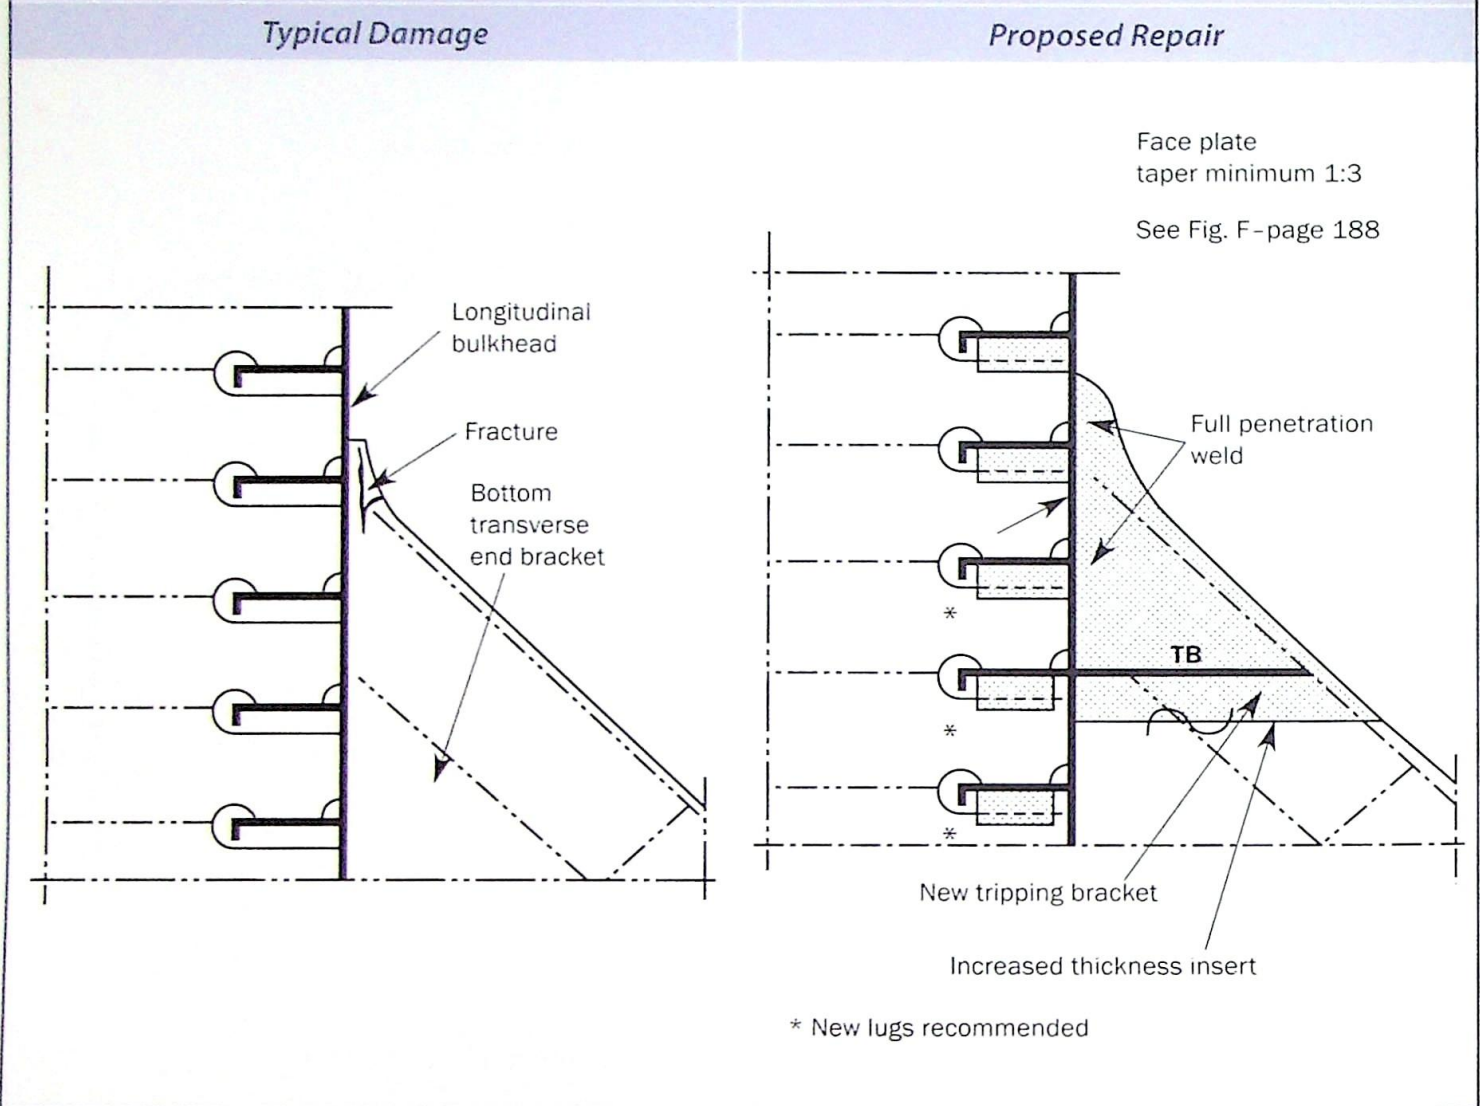 Typical Damage
Proposed Repair
Longitudinal
bulkhead
Fracture
Bottom
transverse
end bracket
Face plate
taper minimum 1:3
See Fig. F-page 188
Full penetration
weld
TB
*
*
*
New tripping bracket
Increased thickness insert
* New lugs recommended